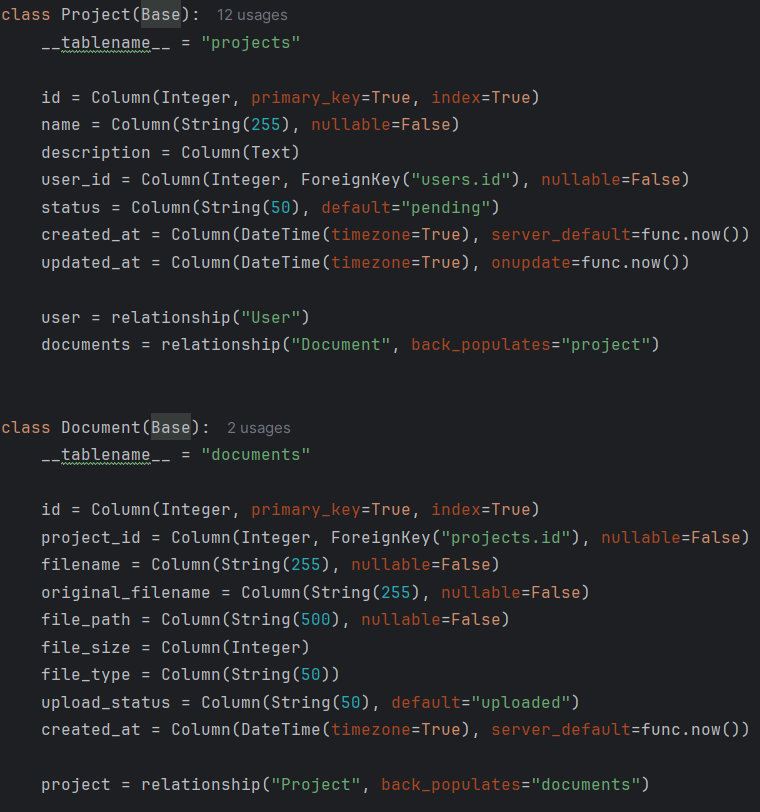 class Project(Base): 12 usages
    __tablename__ = "projects"

    id = Column(Integer, primary_key=True, index=True)
    name = Column(String(255), nullable=False)
    description = Column(Text)
    user_id = Column(Integer, ForeignKey("users.id"), nullable=False)
    status = Column(String(50), default="pending")
    created_at = Column(DateTime(timezone=True), server_default=func.now())
    updated_at = Column(DateTime(timezone=True), onupdate=func.now())

    user = relationship("User")
    documents = relationship("Document", back_populates="project")


class Document(Base): 2 usages
    __tablename__ = "documents"

    id = Column(Integer, primary_key=True, index=True)
    project_id = Column(Integer, ForeignKey("projects.id"), nullable=False)
    filename = Column(String(255), nullable=False)
    original_filename = Column(String(255), nullable=False)
    file_path = Column(String(500), nullable=False)
    file_size = Column(Integer)
    file_type = Column(String(50))
    upload_status = Column(String(50), default="uploaded")
    created_at = Column(DateTime(timezone=True), server_default=func.now())

    project = relationship("Project", back_populates="documents")